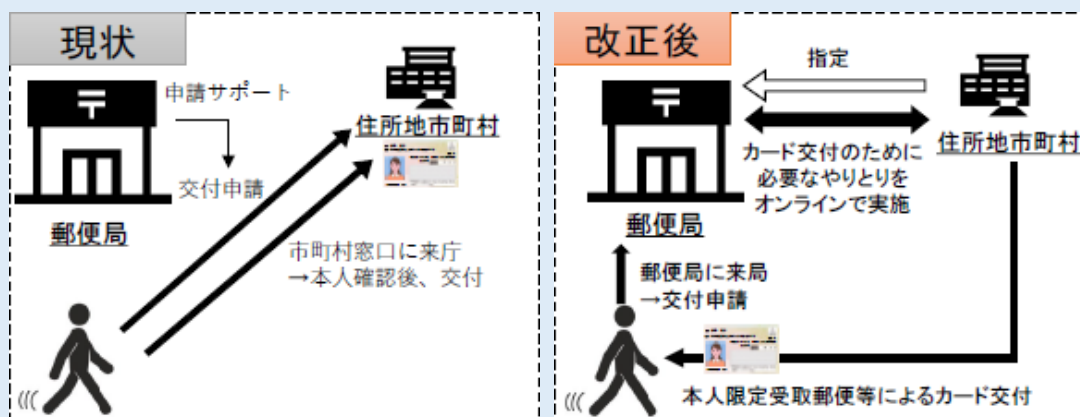 現状
申請サポート
交付申請
郵便局
住所地市町村
市町村窓口に来庁
→本人確認後、交付
改正後
指定
住所地市町村
カード交付のために
必要なやりとりを
オンラインで実施
郵便局
郵便局に来局
→交付申請
本人限定受取郵便等によるカード交付